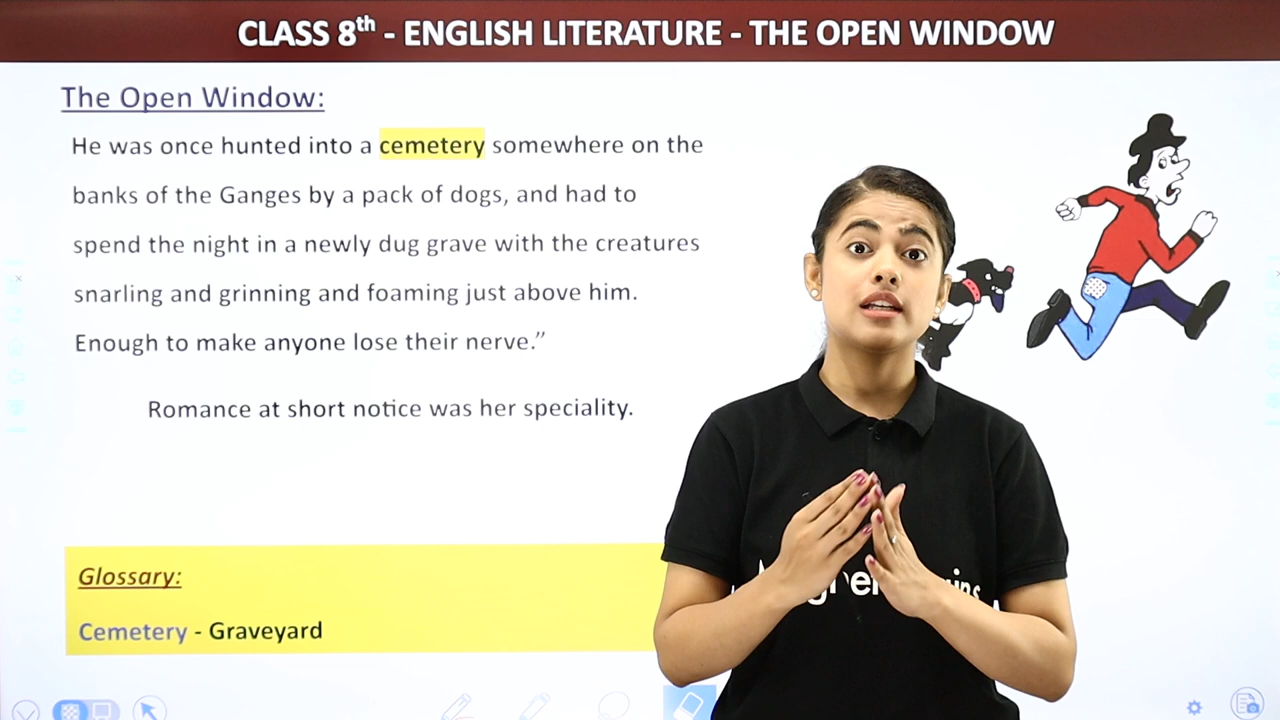 CLASS 8th - ENGLISH LITERATURE - THE OPEN WINDOW
The Open Window:
He was once hunted into a cemetery somewhere on the
banks of the Ganges by a pack of dogs, and had to
spend the night in a newly dug grave with the creatures
snarling and grinning and foaming just above him.
Enough to make anyone lose their nerve.”
Romance at short notice was her speciality.
Glossary:
Cemetery - Graveyard